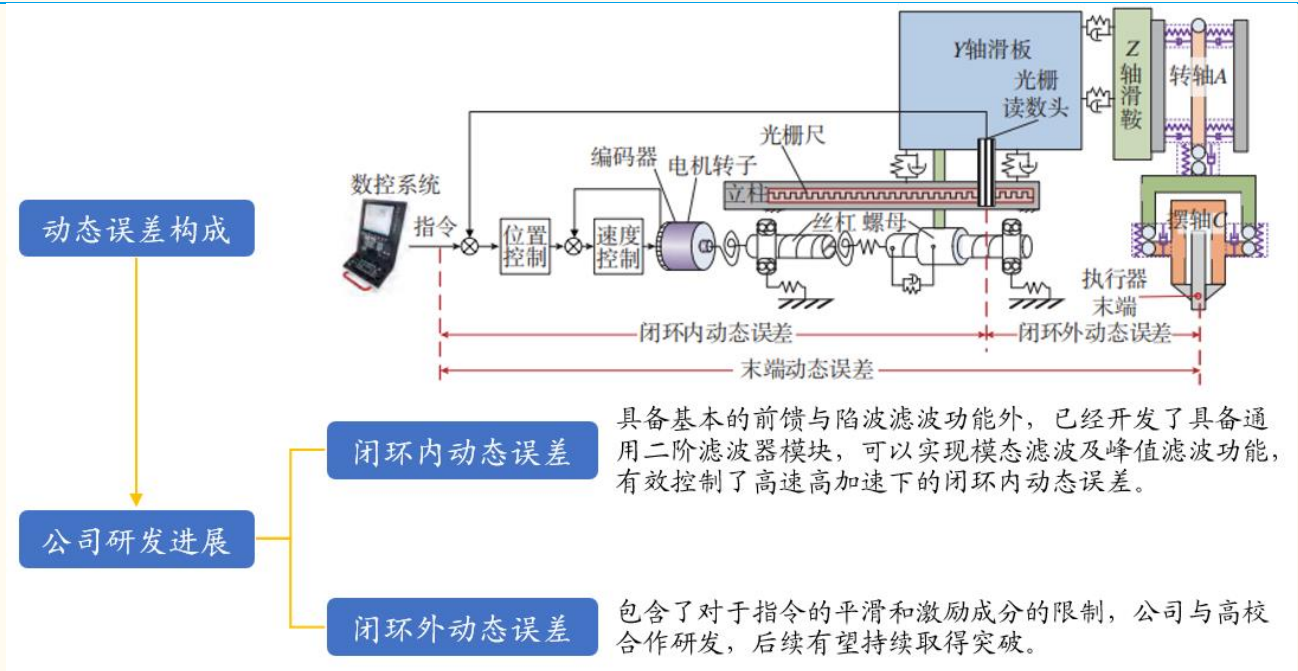 Y轴滑板
Z轴滑鞍
转轴A
光栅
读数头
光栅尺
编码器
电机转子
数控系统
立柱
动态误差构成
指令
位置
控制
速度
控制
丝杠 螺母
摆轴C
执行器
末端
闭环内动态误差
闭环外动态误差
末端动态误差
具备基本的前馈与陷波滤波功能外，已经开发了具备通
闭环内动态误差
用二阶滤波器模块，可以实现模态滤波及峰值滤波功能，
有效控制了高速高加速下的闭环内动态误差。
公司研发进展
闭环外动态误差
包含了对于指令的平滑和激励成分的限制，公司与高校
合作研发，后续有望持续取得突破。